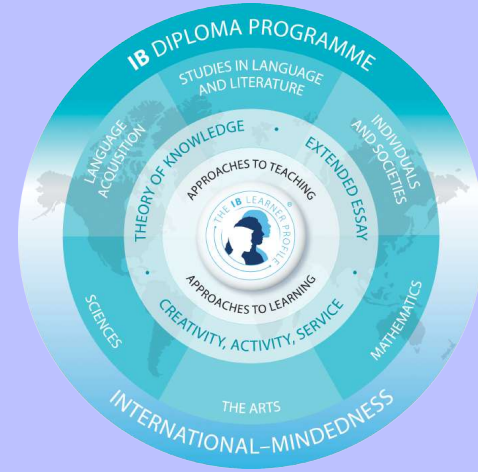 IB DIPLOMA PROGRAMME
STUDIES IN LANGUAGE
AND LITERATURE
LANGUAGE
ACQUISITION
INDIVIDUALS
AND SOCIETIES
THEORY OF KNOWLEDGE
EXTENDED ESSAY
APPROACHES TO TEACHING
THE IB LEARNER PROFILE
®
APPROACHES TO LEARNING
CREATIVITY, ACTIVITY, SERVICE
SCIENCES
MATHEMATICS
THE ARTS
INTERNATIONAL–MINDEDNESS